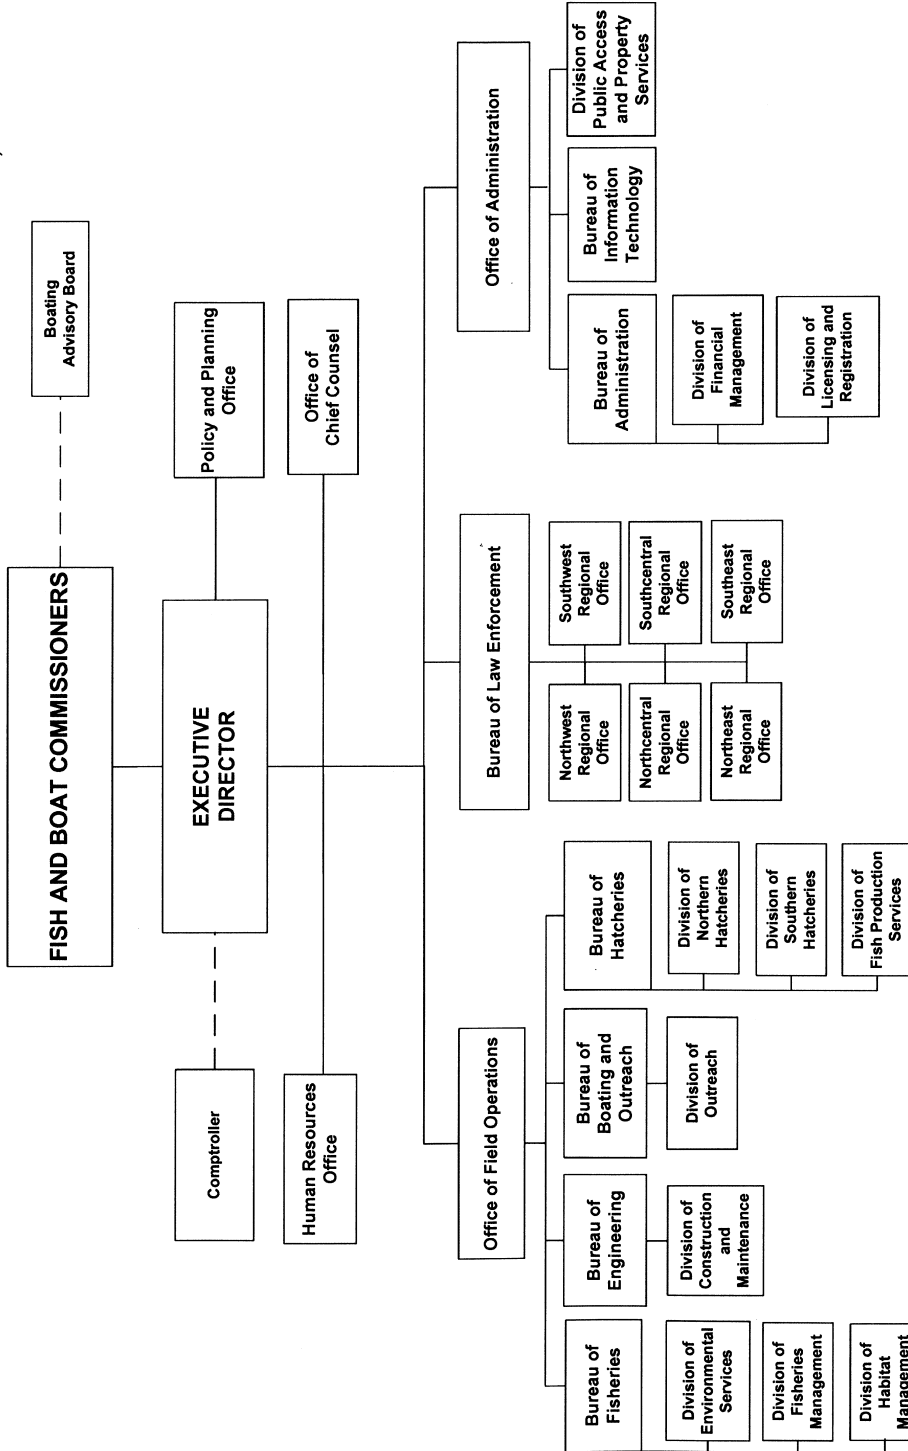 FISH AND BOAT COMMISSIONERS
Boating
Advisory Board
Comptroller
EXECUTIVE
DIRECTOR
Policy and Planning
Office
Human Resources
Office
Office of
Chief Counsel
Office of Field Operations
Bureau of Law Enforcement
Office of Administration
Bureau of
Fisheries
Division of
Environmental
Services
Division of
Fisheries
Management
Division of
Habitat
Management
Bureau of
Engineering
Division of
Construction
and
Maintenance
Bureau of
Boating and
Outreach
Division of
Outreach
Bureau of
Hatcheries
Division of
Northern
Hatcheries
Division of
Southern
Hatcheries
Division of
Fish Production
Services
Northwest
Regional
Office
Southwest
Regional
Office
Northcentral
Regional
Office
Southcentral
Regional
Office
Northeast
Regional
Office
Southeast
Regional
Office
Bureau of
Administration
Division of
Financial
Management
Division of
Licensing and
Registration
Bureau of
Information
Technology
Division of
Public Access
and Property
Services